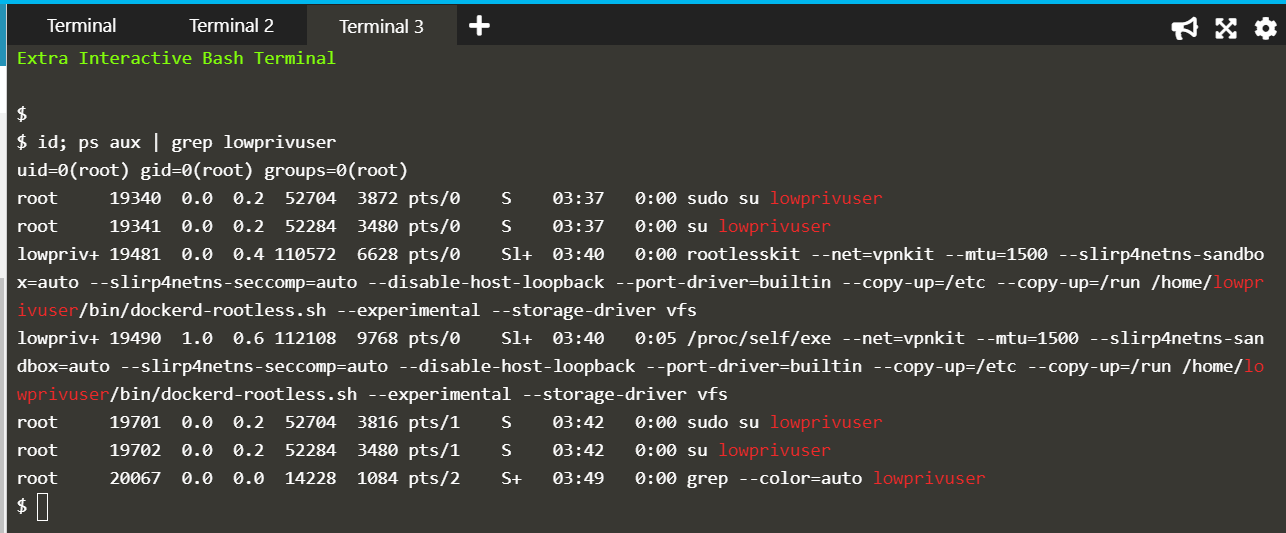 Terminal Terminal 2 Terminal 3 +
Extra Interactive Bash Terminal
$
$ id; ps aux | grep lowprivuser
uid=0(root) gid=0(root) groups=0(root)
root     19340  0.0  0.2  52704  3872 pts/0    S    03:37   0:00 sudo su lowprivuser
root     19341  0.0  0.2  52284  3480 pts/0    S    03:37   0:00 su lowprivuser
lowpriv+ 19481  0.0  0.4 110572  6628 pts/0    Sl+  03:40   0:00 rootlesskit --net=vpnkit --mtu=1500 --slirp4netns-sandbo
x=auto --slirp4netns-seccomp=auto --disable-host-loopback --port-driver=builtin --copy-up=/etc --copy-up=/run /home/lowpr
ivuser/bin/dockerd-rootless.sh --experimental --storage-driver vfs
lowpriv+ 19490  1.0  0.6 112108  9768 pts/0    Sl+  03:40   0:05 /proc/self/exe --net=vpnkit --mtu=1500 --slirp4netns-san
dbox=auto --slirp4netns-seccomp=auto --disable-host-loopback --port-driver=builtin --copy-up=/etc --copy-up=/run /home/lo
wprivuser/bin/dockerd-rootless.sh --experimental --storage-driver vfs
root     19701  0.0  0.2  52704  3816 pts/1    S    03:42   0:00 sudo su lowprivuser
root     19702  0.0  0.2  52284  3480 pts/1    S    03:42   0:00 su lowprivuser
root     20067  0.0  0.0  14228  1084 pts/2    S+   03:49   0:00 grep --color=auto lowprivuser
$